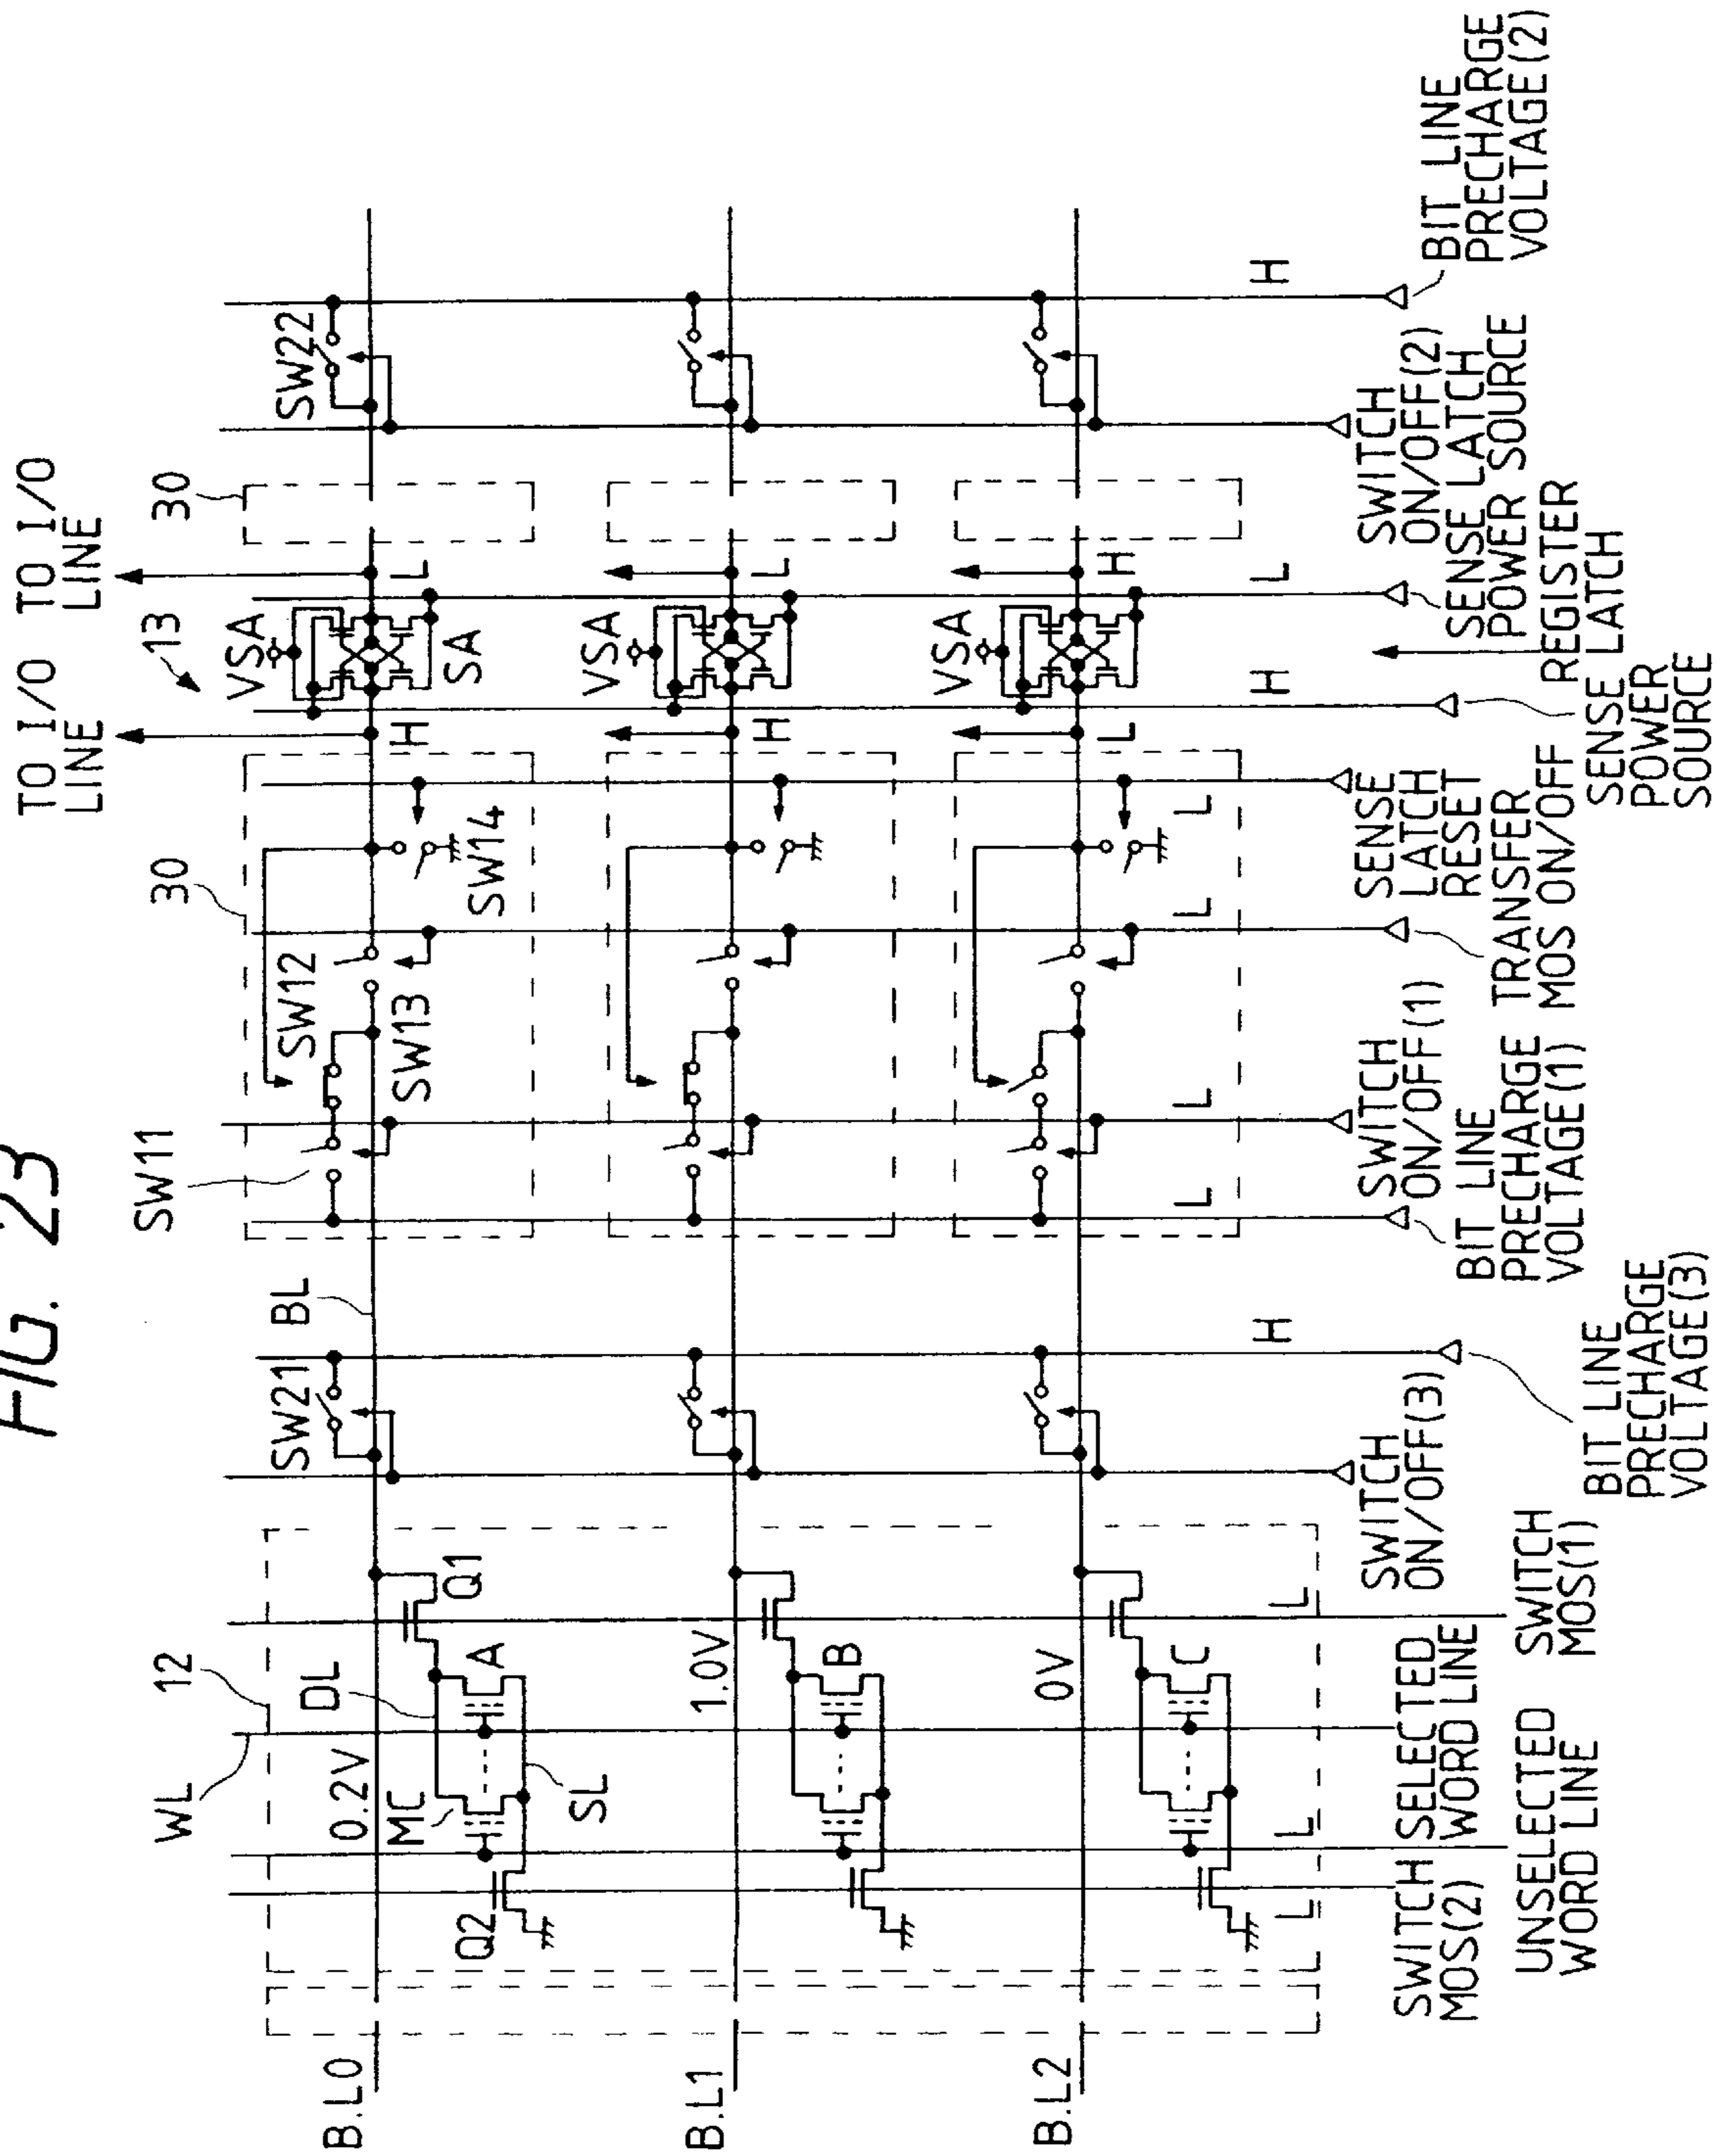 FIG. 23
TO I/O LINE
TO I/O LINE
13
30
30
SW11
SW12
SW13
SW14
SW21
SW22
BL
12
WL
DL
MC
SL
Q1
Q2
A
B
C
0.2V
1.0V
0V
VSA
VSA
VSA
SA
H
L
H
L
L
H
B.L0
B.L1
B.L2
L
L
L
H
L
L
L
L
H
L
H
SWITCH
MOS(2)
UNSELECTED
WORD LINE
SELECTED
WORD LINE
SWITCH
MOS(1)
SWITCH
ON/OFF(3)
BIT LINE
PRECHARGE
VOLTAGE(3)
BIT LINE
PRECHARGE
VOLTAGE(1)
SWITCH
ON/OFF(1)
TRANSFER
MOS ON/OFF
SENSE
LATCH
RESET
SENSE
POWER
SOURCE
REGISTER
LATCH
SENSE LATCH
POWER SOURCE
SWITCH
ON/OFF(2)
BIT LINE
PRECHARGE
VOLTAGE(2)